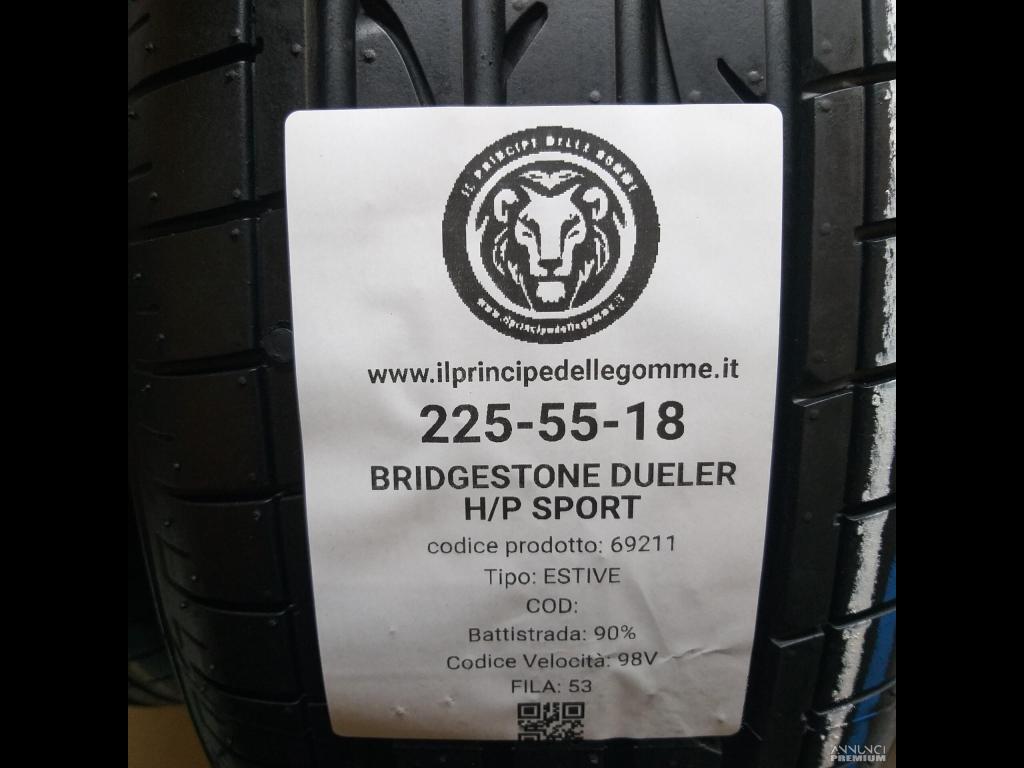 IL PRINCIPE DELLE GOMME
www.ilprincipedellegomme.it
www.ilprincipedellegomme.it
225-55-18
BRIDGESTONE DUELER
H/P SPORT
codice prodotto: 69211
Tipo: ESTIVE
COD:
Battistrada: 90%
Codice Velocità: 98V
FILA: 53
ANNUNCI
PREMIUM